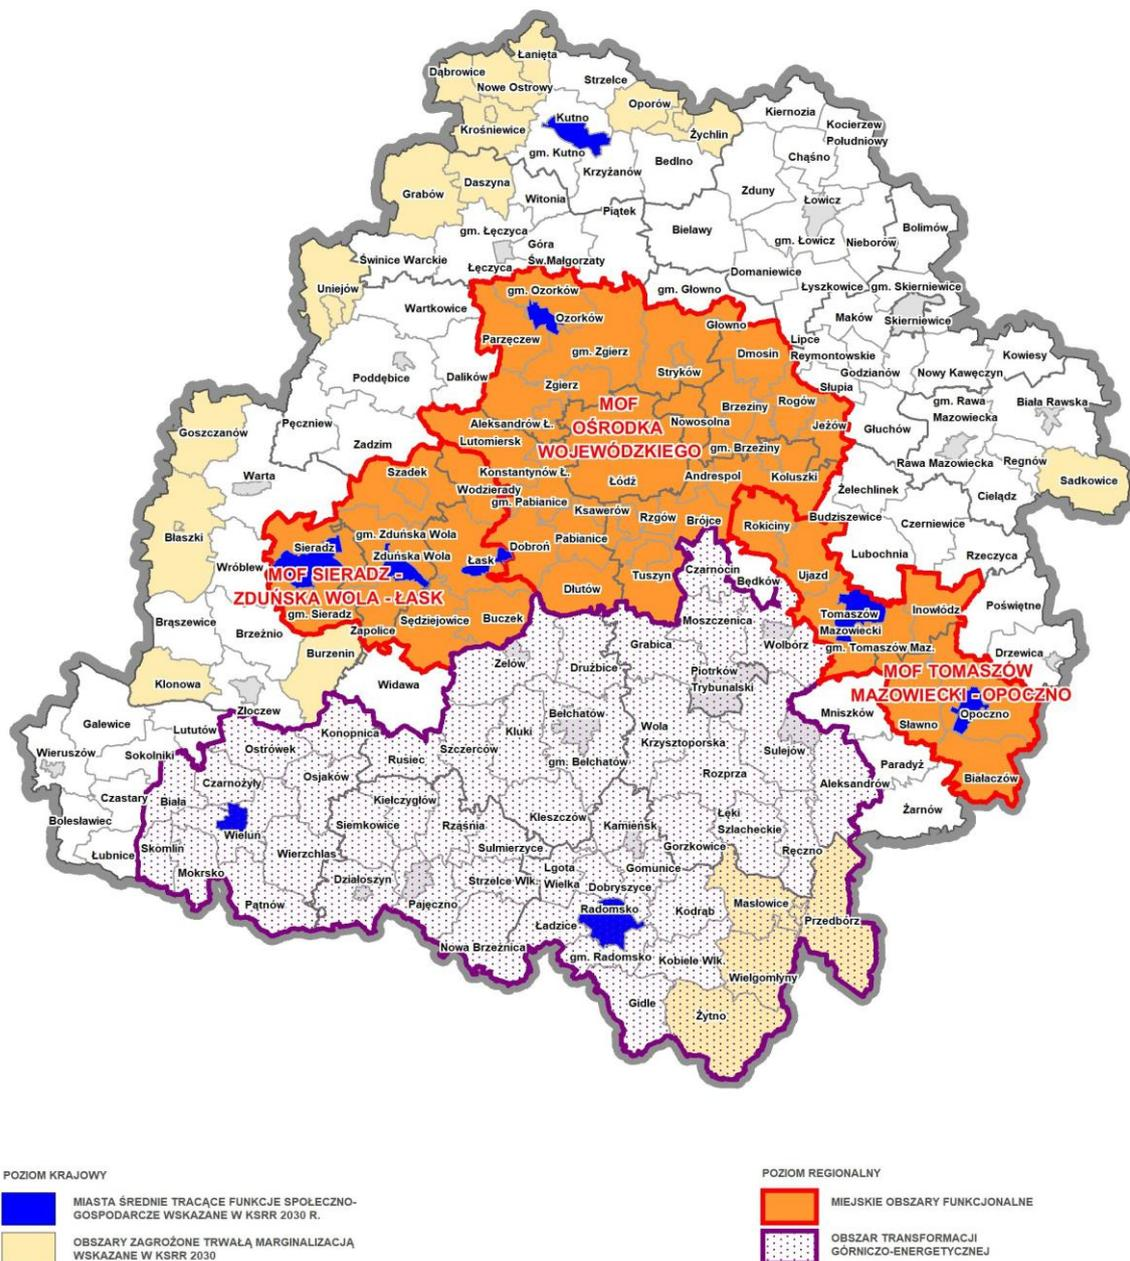 Łanięta
Dąbrowice
Strzelce
Nowe Ostrowy
Oporów
Kiernozia
Kutno
Kocierzew
Krośniewice
Żychlin
Południowy
gm. Kutno
Bedlno
Chąśno
Krzyżanów
Daszyna
Zduny
Grabów
Witonia
Łowicz
Piątek
Bielawy
Bolimów
gm. Łęczyca
Góra
gm. Łowicz
Nieborów
Świnice Warckie
Św.Małgorzaty
Łęczyca
Domaniewice
Uniejów
gm. Ozorków
gm. Głowno
Łyszkowice
gm. Skierniewice
Wartkowice
Ozorków
Maków
Skierniewice
Głowno
Parzęczew
Lipce
gm. Zgierz
Dmosin
Reymontowskie
Kowiesy
Poddębice
Dalików
Stryków
Godzianów
Nowy Kawęczyn
Zgierz
Słupia
MOF
OŚRODKA
WOJEWÓDZKIEGO
Rogów
gm. Rawa
Mazowiecka
Biała Rawska
Brzeziny
Goszczanów
Pęczniew
Aleksandrów Ł.
Nowosolna
Jeżów
Głuchów
Zadzim
Lutomiersk
gm. Brzeziny
Rawa Mazowiecka
Regnów
Warta
Szadek
Konstantynów Ł.
Łódź
Andrespol
Koluszki
Sadkowice
Wodzierady
Żelechlinek
Cielądz
gm. Pabianice
Ksawerów
Rzgów
Brójce
Rokiciny
Budziszewice
Czerniewice
Błaszki
gm. Zduńska Wola
Pabianice
Sieradz
Zduńska Wola
Łask
Dobroń
Lubochnia
Rzeczyca
Wróblew
MOF SIERADZ -
ZDUŃSKA WOLA - ŁASK
Tuszyn
Czarnocin
Będków
Ujazd
Dłutów
Inowłódz
Poświętne
gm. Sieradz
Sędziejowice
Buczek
Tomaszów
Mazowiecki
Brąszewice
Brzeźnio
Zapolice
Moszczenica
Grabica
Wolbórz
gm. Tomaszów Maz.
Drzewica
Burzenin
Zelów
Drużbice
Piotrków
Trybunalski
MOF TOMASZÓW
MAZOWIECKI - OPOCZNO
Klonowa
Widawa
Złoczew
Bełchatów
Mniszków
Opoczno
Galewice
Lututów
Konopnica
Kluki
Wola
Krzysztoporska
Sławno
Wieruszów
Sokolniki
Ostrówek
Szczerców
Sulejów
Rusiec
gm. Bełchatów
Paradyż
Osjaków
Rozprza
Aleksandrów
Białaczów
Czarnożyły
Czastary
Biała
Kiełczygłów
Żarnów
Bolesławiec
Kleszczów
Łęki
Szlacheckie
Wieluń
Siemkowice
Rząśnia
Kamieńsk
Skomlin
Sulmierzyce
Gorzkowice
Ręczno
Łubnice
Wierzchlas
Mokrsko
Lgota
Wielka
Gomunice
Działoszyn
Strzelce Wlk.
Dobryszyce
Pątnów
Pajęczno
Radomsko
Kodrąb
Masłowice
Przedbórz
Ładzice
Nowa Brzeźnica
gm. Radomsko
Kobiele Wlk.
Wielgomłyny
Gidle
Żytno
POZIOM KRAJOWY
MIASTA ŚREDNIE TRACĄCE FUNKCJE SPOŁECZNO-
GOSPODARCZE WSKAZANE W KSRR 2030 R.
OBSZARY ZAGROŻONE TRWAŁĄ MARGINALIZACJĄ
WSKAZANE W KSRR 2030
POZIOM REGIONALNY
MIEJSKIE OBSZARY FUNKCJONALNE
OBSZAR TRANSFORMACJI
GÓRNICZO-ENERGETYCZNEJ